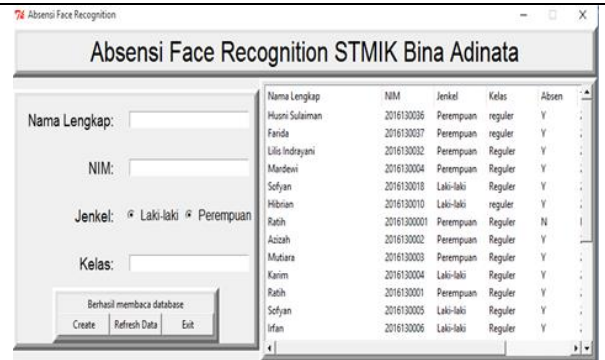 Absensi Face Recognition
Absensi Face Recognition STMIK Bina Adinata
Nama Lengkap:
NIM:
Jenkel: Laki-laki Perempuan
Kelas:
Berhasil membaca database
Create Refresh Data Exit
Nama Lengkap NIM Jenkel Kelas Absen
Husni Sulaiman 2016130036 Perempuan reguler Y
Farida 2016130037 Perempuan reguler Y
Lilis Indrayani 2016130032 Perempuan Reguler Y
Mardewi 2016130004 Perempuan Reguler Y
Sofyan 2016130018 Laki-laki Reguler Y
Hibrian 2016130010 Laki-laki reguler Y
Ratih 20161300001 Perempuan Reguler N
Azizah 2016130002 Perempuan Reguler Y
Mutiara 2016130003 Perempuan Reguler Y
Karim 2016130004 Laki-laki Reguler Y
Ratih 2016130001 Perempuan Reguler Y
Sofyan 2016130005 Laki-laki Reguler Y
Irfan 2016130006 Laki-laki Reguler Y